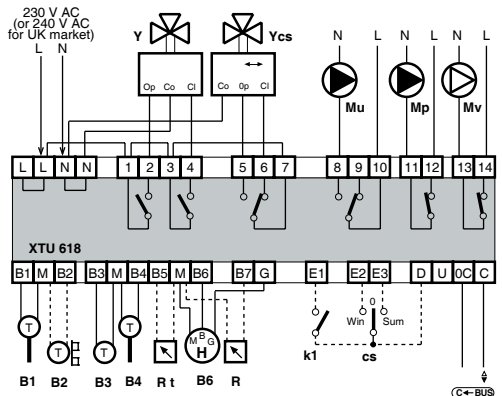 230 V AC
(or 240 V AC
for UK market)
L N
Y
Ycs
Op Co Cl
Co 0p Cl
N L N L N L
Mu Mp Mv
L L N N 1 2 3 4 5 6 7 8 9 10 11 12 13 14
XTU 618
B1 M B2 B3 M B4 B5 M B6 B7 G E1 E2 E3 D U 0C C
T T T T
M B G
H
0
Win Sum
k1 cs
B1 B2 B3 B4 R t B6 R
C BUS